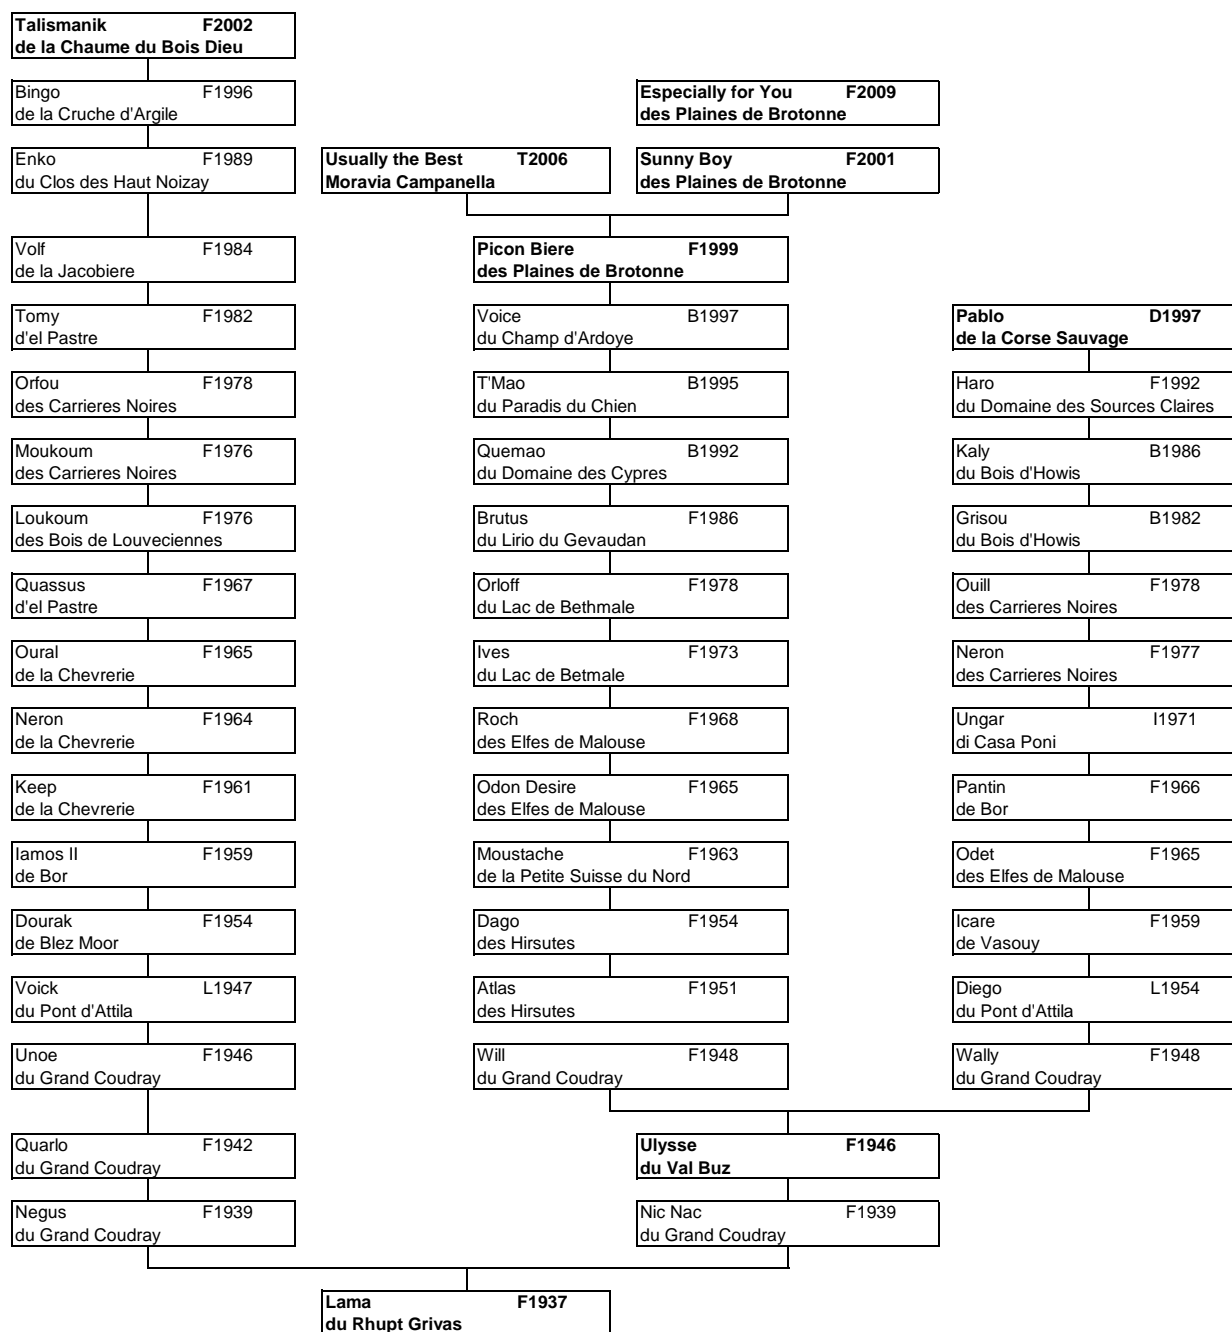 Talismanik F2002
de la Chaume du Bois Dieu
Bingo F1996
de la Cruche d'Argile
Especially for You F2009
des Plaines de Brotonne
Enko F1989
du Clos des Haut Noizay
Usually the Best T2006
Moravia Campanella
Sunny Boy F2001
des Plaines de Brotonne
Volf F1984
de la Jacobiere
Picon Biere F1999
des Plaines de Brotonne
Tomy F1982
d'el Pastre
Voice B1997
du Champ d'Ardoye
Pablo D1997
de la Corse Sauvage
Orfou F1978
des Carrieres Noires
T'Mao B1995
du Paradis du Chien
Haro F1992
du Domaine des Sources Claires
Moukoum F1976
des Carrieres Noires
Quemao B1992
du Domaine des Cypres
Kaly B1986
du Bois d'Howis
Loukoum F1976
des Bois de Louveciennes
Brutus F1986
du Lirio du Gevaudan
Grisou B1982
du Bois d'Howis
Quassus F1967
d'el Pastre
Orloff F1978
du Lac de Bethmale
Ouill F1978
des Carrieres Noires
Oural F1965
de la Chevrerie
Ives F1973
du Lac de Betmale
Neron F1977
des Carrieres Noires
Neron F1964
de la Chevrerie
Roch F1968
des Elfes de Malouse
Ungar I1971
di Casa Poni
Keep F1961
de la Chevrerie
Odon Desire F1965
des Elfes de Malouse
Pantin F1966
de Bor
Iamos II F1959
de Bor
Moustache F1963
de la Petite Suisse du Nord
Odet F1965
des Elfes de Malouse
Dourak F1954
de Blez Moor
Dago F1954
des Hirsutes
Icare F1959
de Vasouy
Voick L1947
du Pont d'Attila
Atlas F1951
des Hirsutes
Diego L1954
du Pont d'Attila
Unoe F1946
du Grand Coudray
Will F1948
du Grand Coudray
Wally F1948
du Grand Coudray
Quarlo F1942
du Grand Coudray
Ulysse F1946
du Val Buz
Negus F1939
du Grand Coudray
Nic Nac F1939
du Grand Coudray
Lama F1937
du Rhupt Grivas